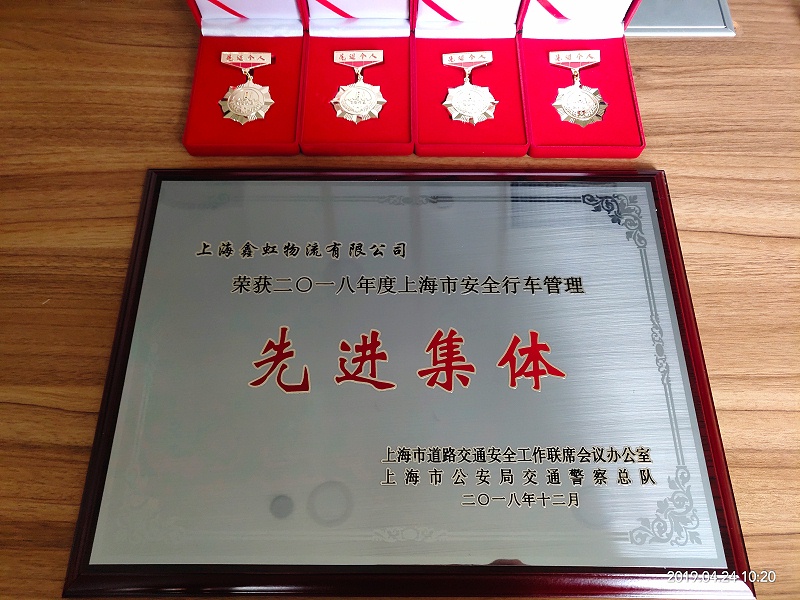 先进个人
先进个人
先进个人
先进个人
上海鑫虹物流有限公司
荣获二〇一八年度上海市安全行车管理
先进集体
上海市道路交通安全工作联席会议办公室
上海市公安局交通警察总队
二〇一八年十二月
2019.04.24 10:20